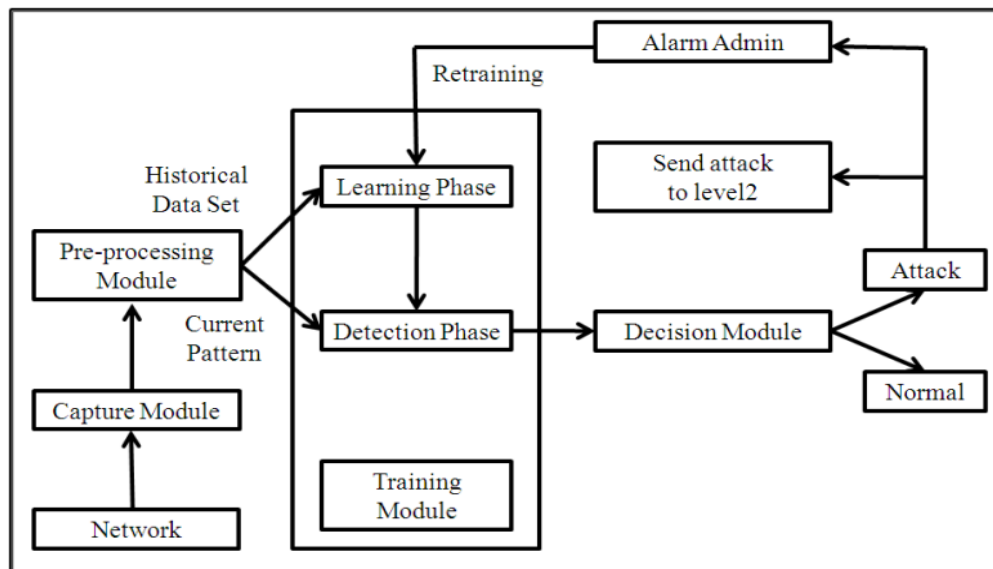 Alarm Admin
Retraining
Historical
Data Set
Learning Phase
Send attack
to level2
Pre-processing
Module
Attack
Current
Pattern
Detection Phase
Decision Module
Normal
Capture Module
Training
Module
Network